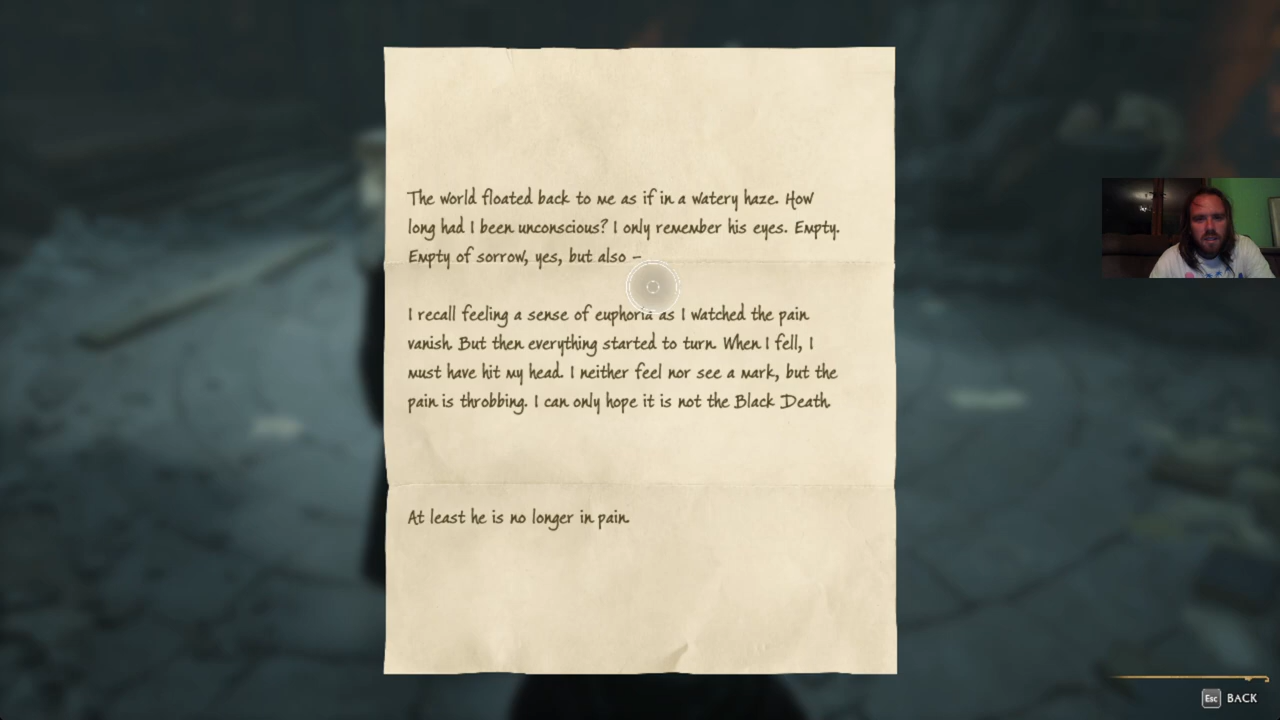 The world floated back to me as if in a watery haze. How
long had I been unconscious? I only remember his eyes. Empty.
Empty of sorrow, yes, but also –
I recall feeling a sense of euphoria as I watched the pain
vanish. But then everything started to turn. When I fell, I
must have hit my head. I neither feel nor see a mark, but the
pain is throbbing. I can only hope it is not the Black Death.
At least he is no longer in pain.
Esc BACK